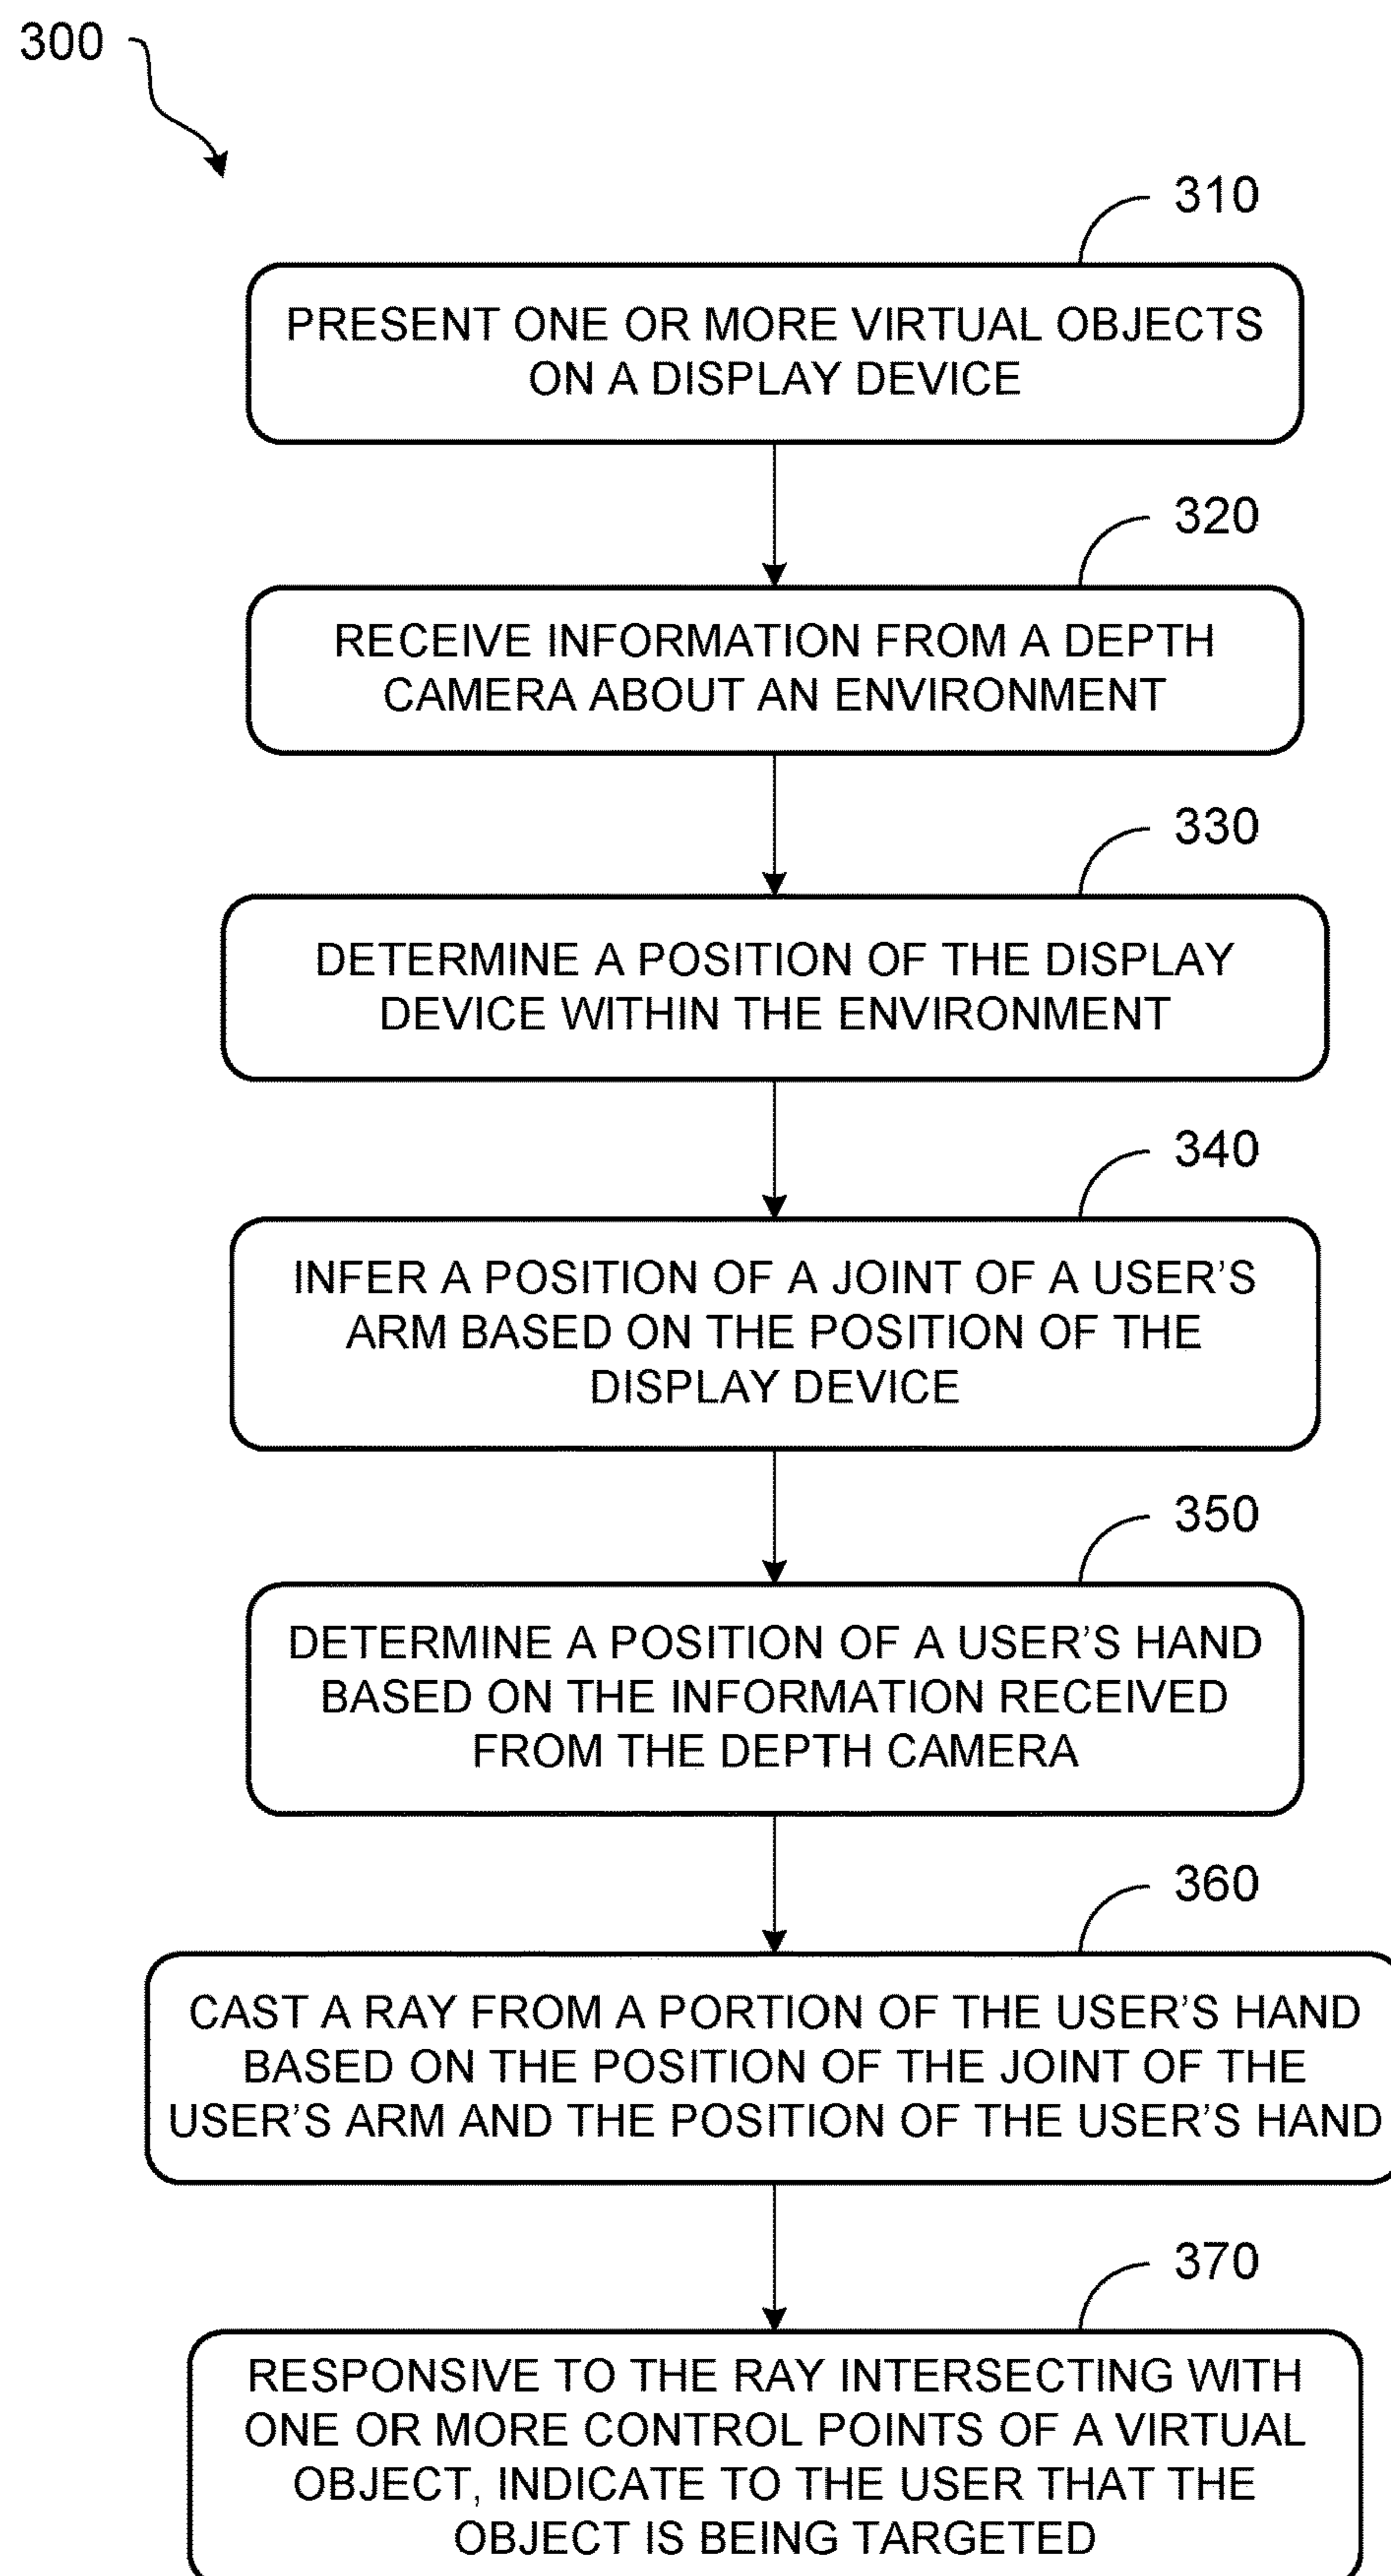 300
310
PRESENT ONE OR MORE VIRTUAL OBJECTS
ON A DISPLAY DEVICE
320
RECEIVE INFORMATION FROM A DEPTH
CAMERA ABOUT AN ENVIRONMENT
330
DETERMINE A POSITION OF THE DISPLAY
DEVICE WITHIN THE ENVIRONMENT
340
INFER A POSITION OF A JOINT OF A USER'S
ARM BASED ON THE POSITION OF THE
DISPLAY DEVICE
350
DETERMINE A POSITION OF A USER'S HAND
BASED ON THE INFORMATION RECEIVED
FROM THE DEPTH CAMERA
360
CAST A RAY FROM A PORTION OF THE USER'S HAND
BASED ON THE POSITION OF THE JOINT OF THE
USER'S ARM AND THE POSITION OF THE USER'S HAND
370
RESPONSIVE TO THE RAY INTERSECTING WITH
ONE OR MORE CONTROL POINTS OF A VIRTUAL
OBJECT, INDICATE TO THE USER THAT THE
OBJECT IS BEING TARGETED